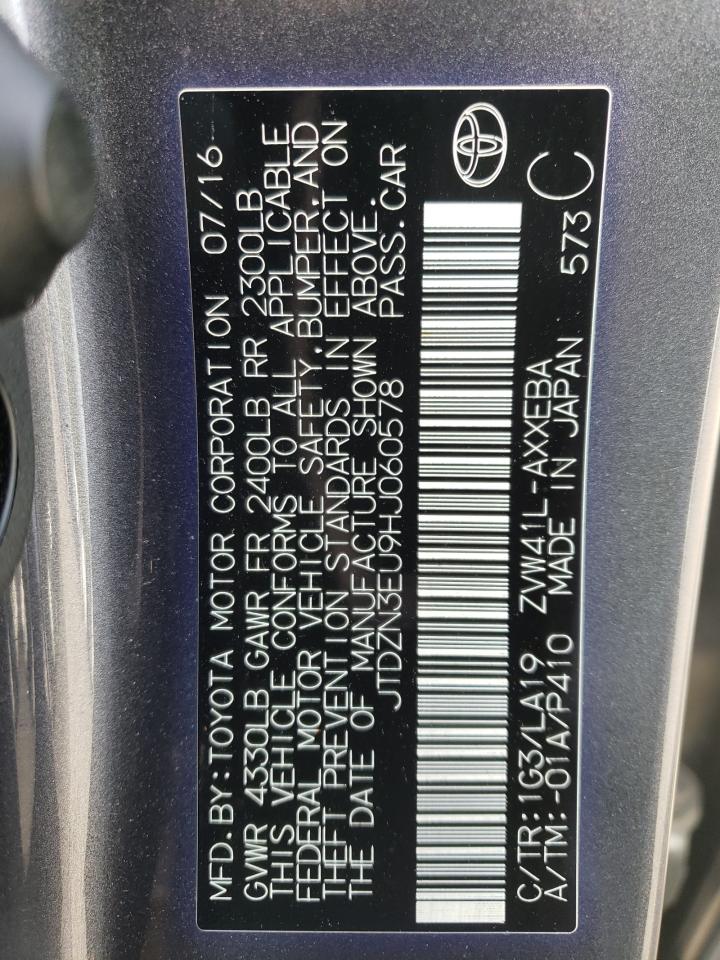 MFD.BY:TOYOTA MOTOR CORPORATION 07/16
GVWR 4330LB GAWR FR 2400LB RR 2300LB
THIS VEHICLE CONFORMS TO ALL APPLICABLE
FEDERAL MOTOR VEHICLE SAFETY,BUMPER,AND
THEFT PREVENTION STANDARDS IN EFFECT ON
THE DATE OF MANUFACTURE SHOWN ABOVE.
JTDZN3EU9HJ060578 PASS.CAR
C/TR:1G3/LA19 ZVW41L-AXXEBA
A/TM:-01A/P410 MADE IN JAPAN 573 C